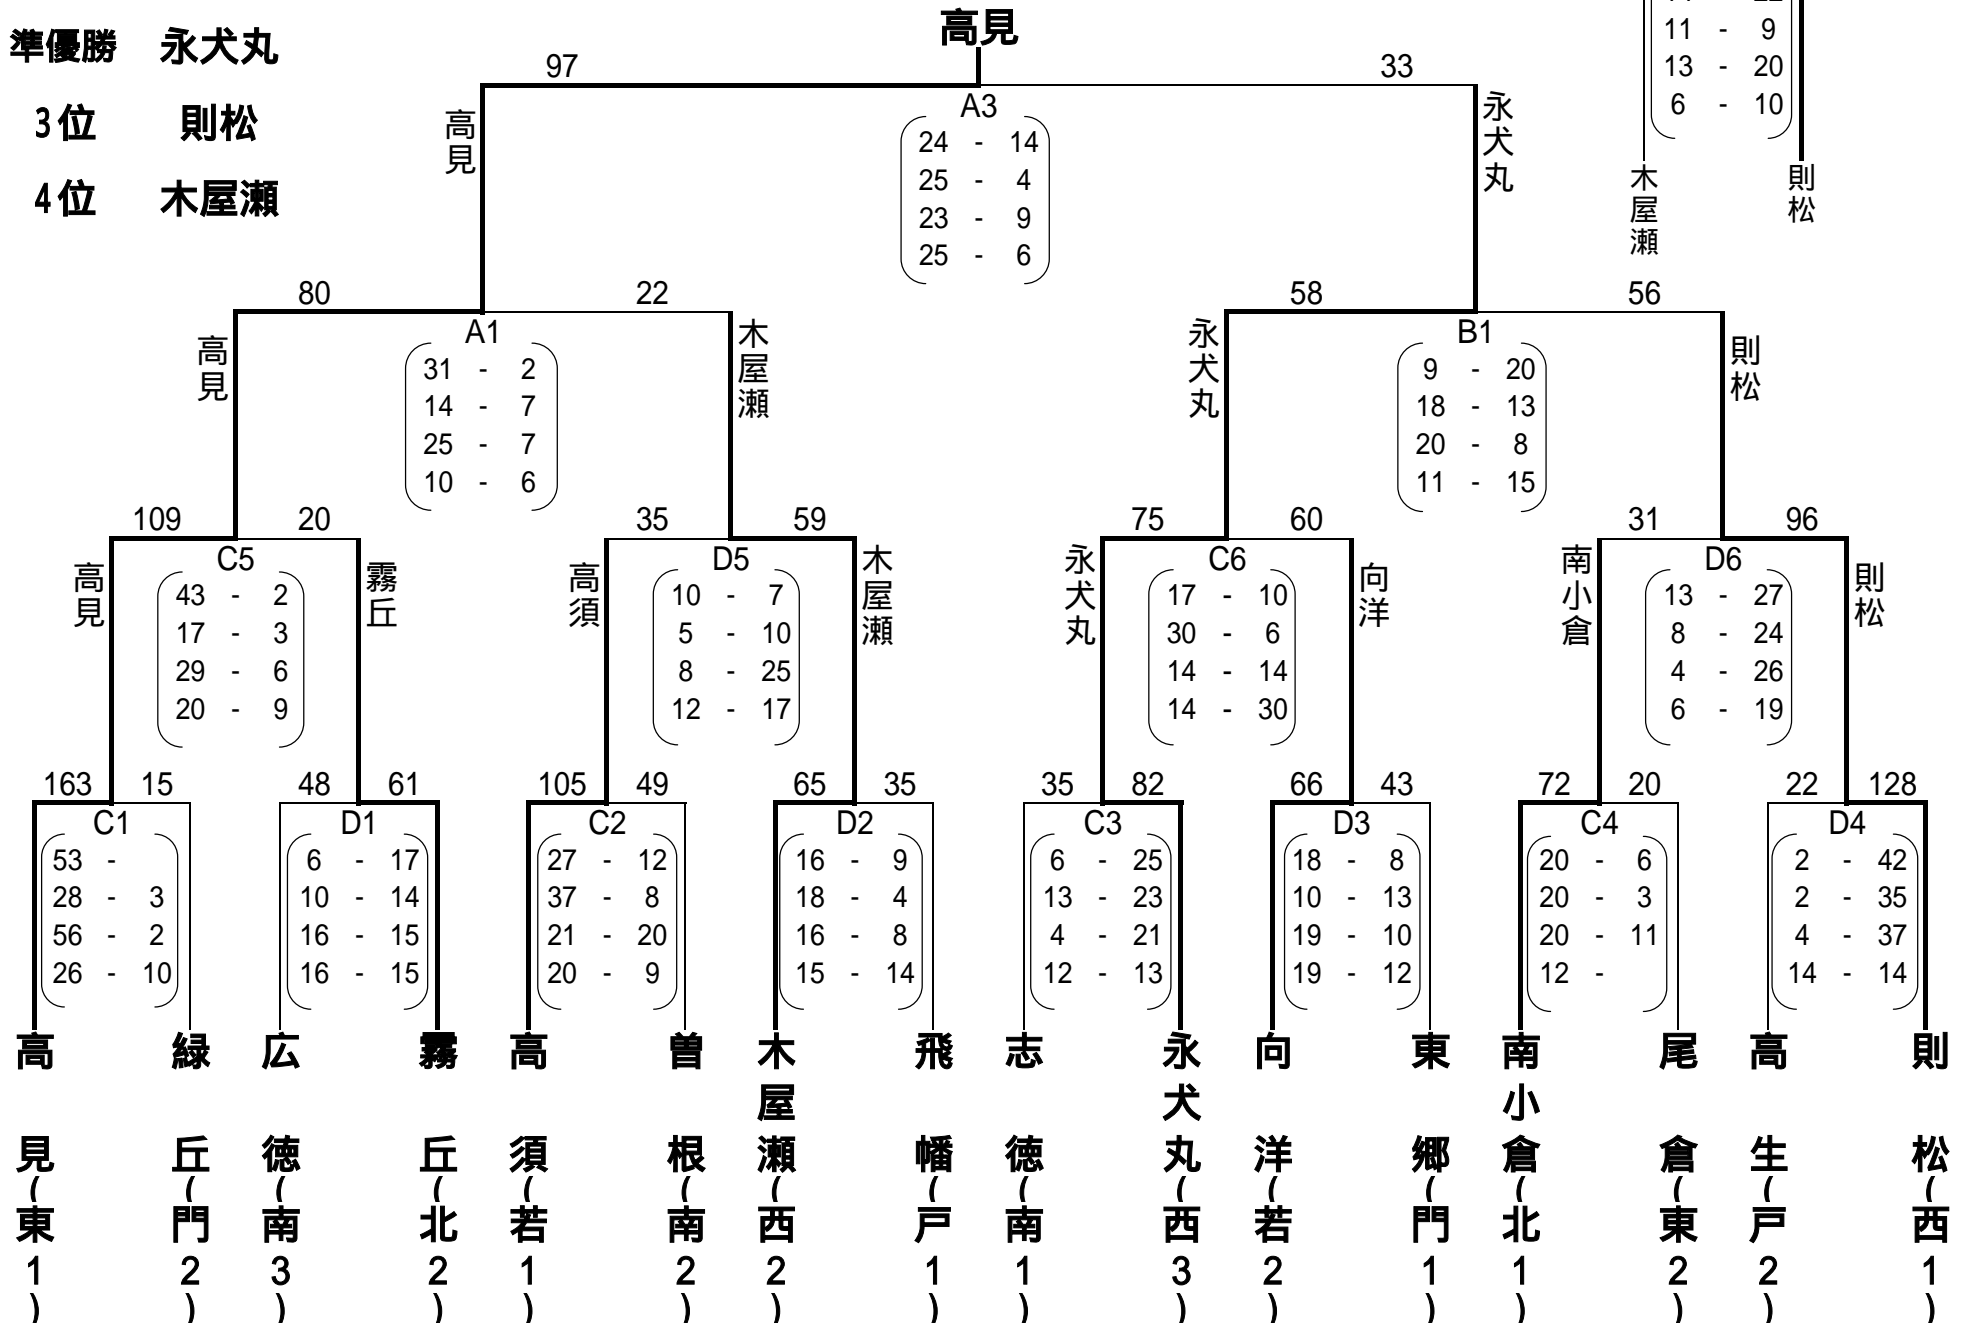 高見
準優勝 永犬丸
3位 則松
4位 木屋瀬
11 - 9
13 - 20
6 - 10
木屋瀬 則松
97 33
高見 A3 永犬丸
24 - 14
25 - 4
23 - 9
25 - 6
80 22
高見 A1 木屋瀬
31 - 2
14 - 7
25 - 7
10 - 6
58 56
永犬丸 B1 則松
9 - 20
18 - 13
20 - 8
11 - 15
109 20
高見 C5 霧丘
43 - 2
17 - 3
29 - 6
20 - 9
35 59
高須 D5 木屋瀬
10 - 7
5 - 10
8 - 25
12 - 17
75 60
永犬丸 C6 向洋
17 - 10
30 - 6
14 - 14
14 - 30
31 96
南小倉 D6 則松
13 - 27
8 - 24
4 - 26
6 - 19
163 15
C1
53 -
28 - 3
56 - 2
26 - 10
48 61
D1
6 - 17
10 - 14
16 - 15
16 - 15
105 49
C2
27 - 12
37 - 8
21 - 20
20 - 9
65 35
D2
16 - 9
18 - 4
16 - 8
15 - 14
35 82
C3
6 - 25
13 - 23
4 - 21
12 - 13
66 43
D3
18 - 8
10 - 13
19 - 10
19 - 12
72 20
C4
20 - 6
20 - 3
20 - 11
12 -
22 128
D4
2 - 42
2 - 35
4 - 37
14 - 14
高見(東1)
緑丘(門2)
広徳(南3)
霧丘(北2)
高須(若1)
曽根(南2)
木屋瀬(西2)
飛幡(戸1)
志徳(南1)
永犬丸(西3)
向洋(若2)
東郷(門1)
南小倉(北1)
尾倉(東2)
高生(戸2)
則松(西1)